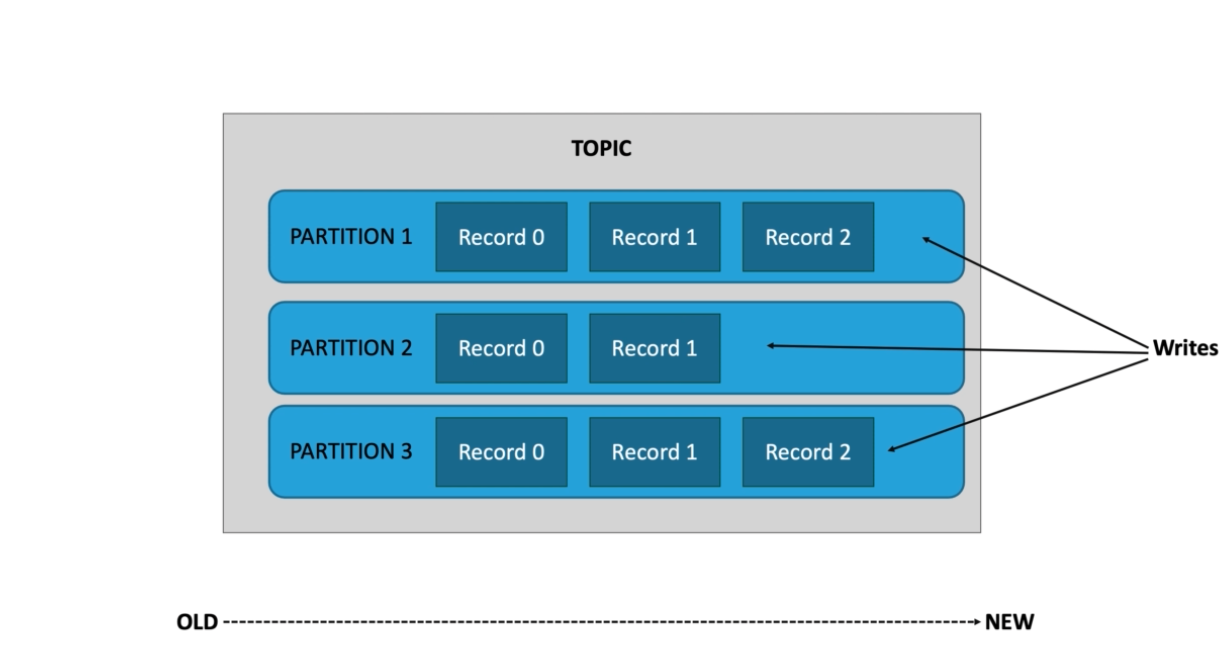 TOPIC
PARTITION 1 Record 0 Record 1 Record 2
PARTITION 2 Record 0 Record 1
Writes
PARTITION 3 Record 0 Record 1 Record 2
OLD NEW